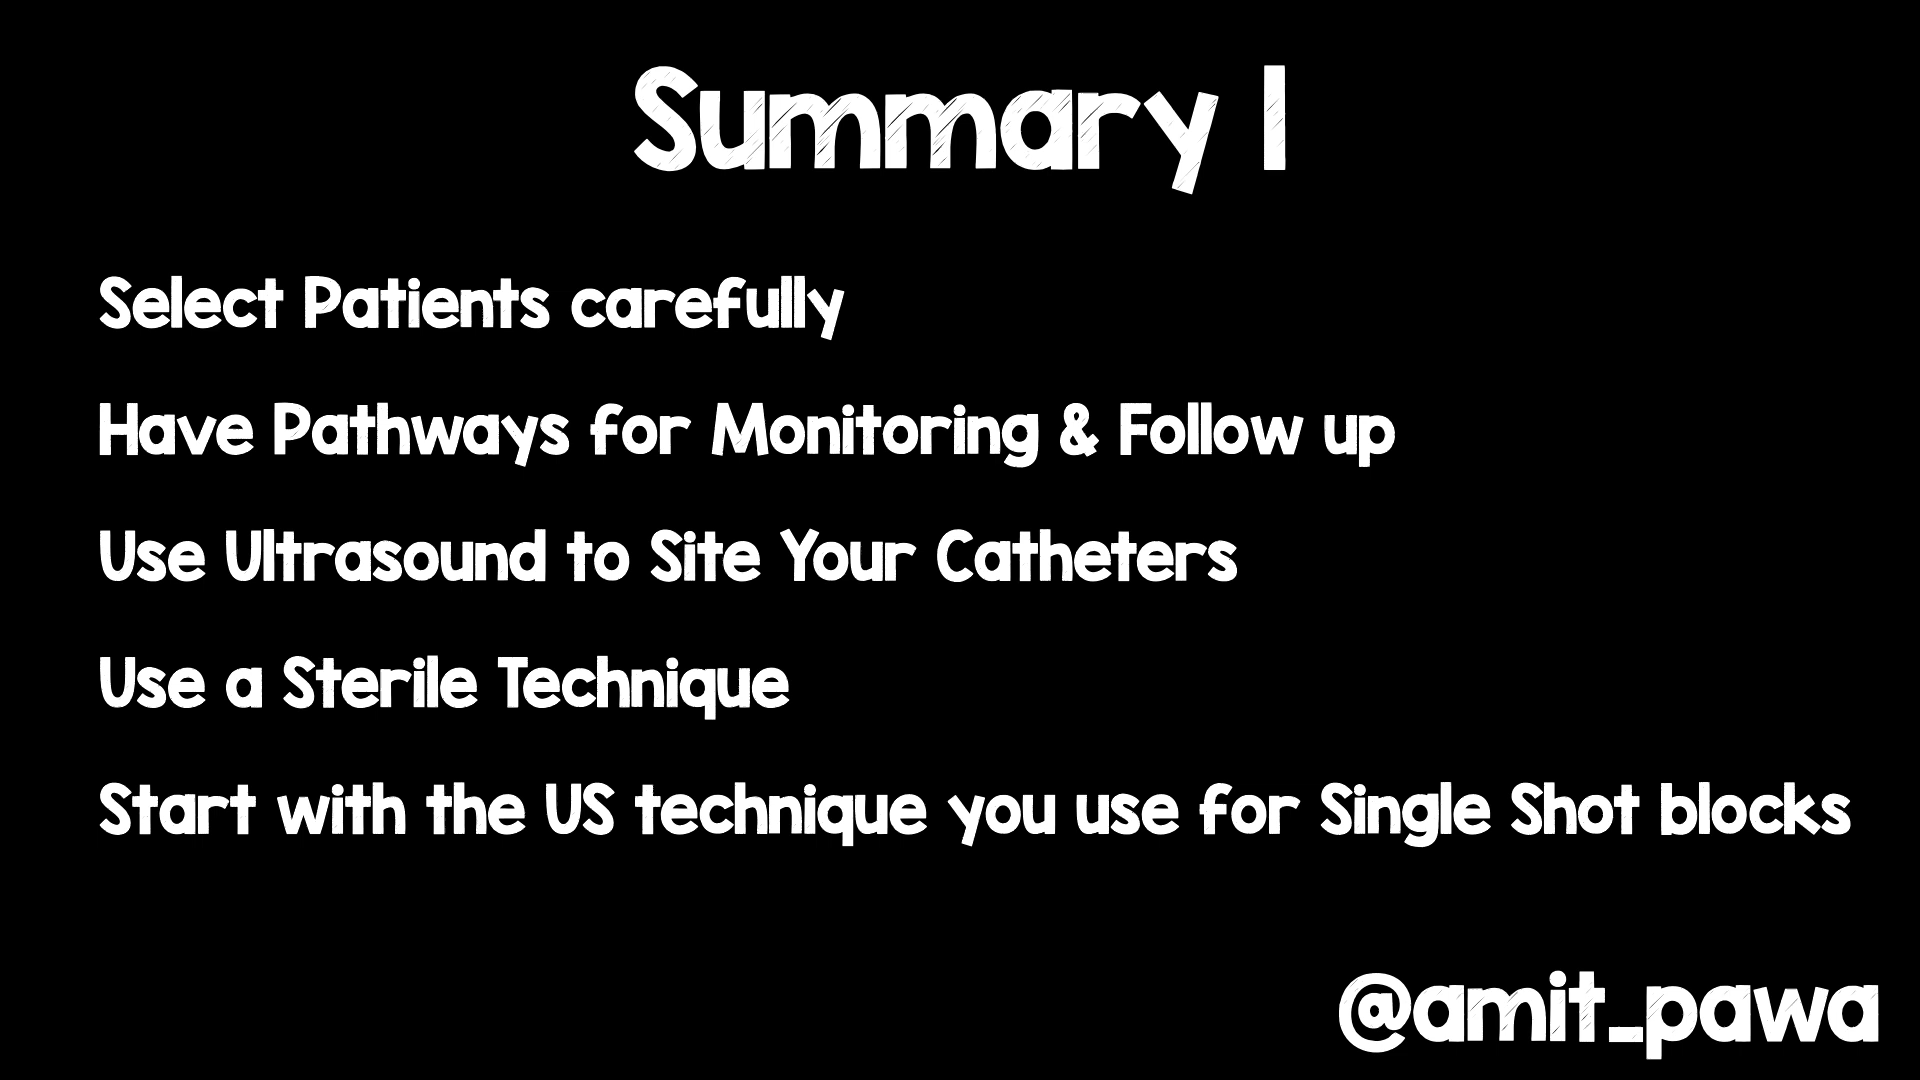 Summary 1
Select Patients carefully
Have Pathways for Monitoring & Follow up
Use Ultrasound to Site Your Catheters
Use a Sterile Technique
Start with the US technique you use for Single Shot blocks
@amit_pawa